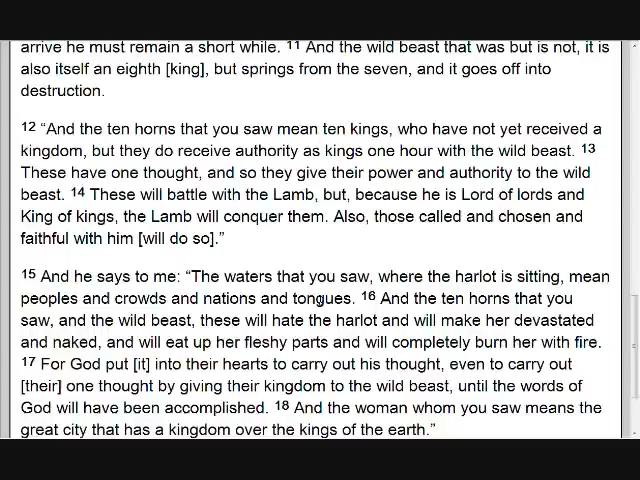 arrive he must remain a short while. 11 And the wild beast that was but is not, it is
also itself an eighth [king], but springs from the seven, and it goes off into
destruction.
12 “And the ten horns that you saw mean ten kings, who have not yet received a
kingdom, but they do receive authority as kings one hour with the wild beast. 13
These have one thought, and so they give their power and authority to the wild
beast. 14 These will battle with the Lamb, but, because he is Lord of lords and
King of kings, the Lamb will conquer them. Also, those called and chosen and
faithful with him [will do so].”
15 And he says to me: “The waters that you saw, where the harlot is sitting, mean
peoples and crowds and nations and tongues. 16 And the ten horns that you
saw, and the wild beast, these will hate the harlot and will make her devastated
and naked, and will eat up her fleshy parts and will completely burn her with fire.
17 For God put [it] into their hearts to carry out his thought, even to carry out
[their] one thought by giving their kingdom to the wild beast, until the words of
God will have been accomplished. 18 And the woman whom you saw means the
great city that has a kingdom over the kings of the earth.”